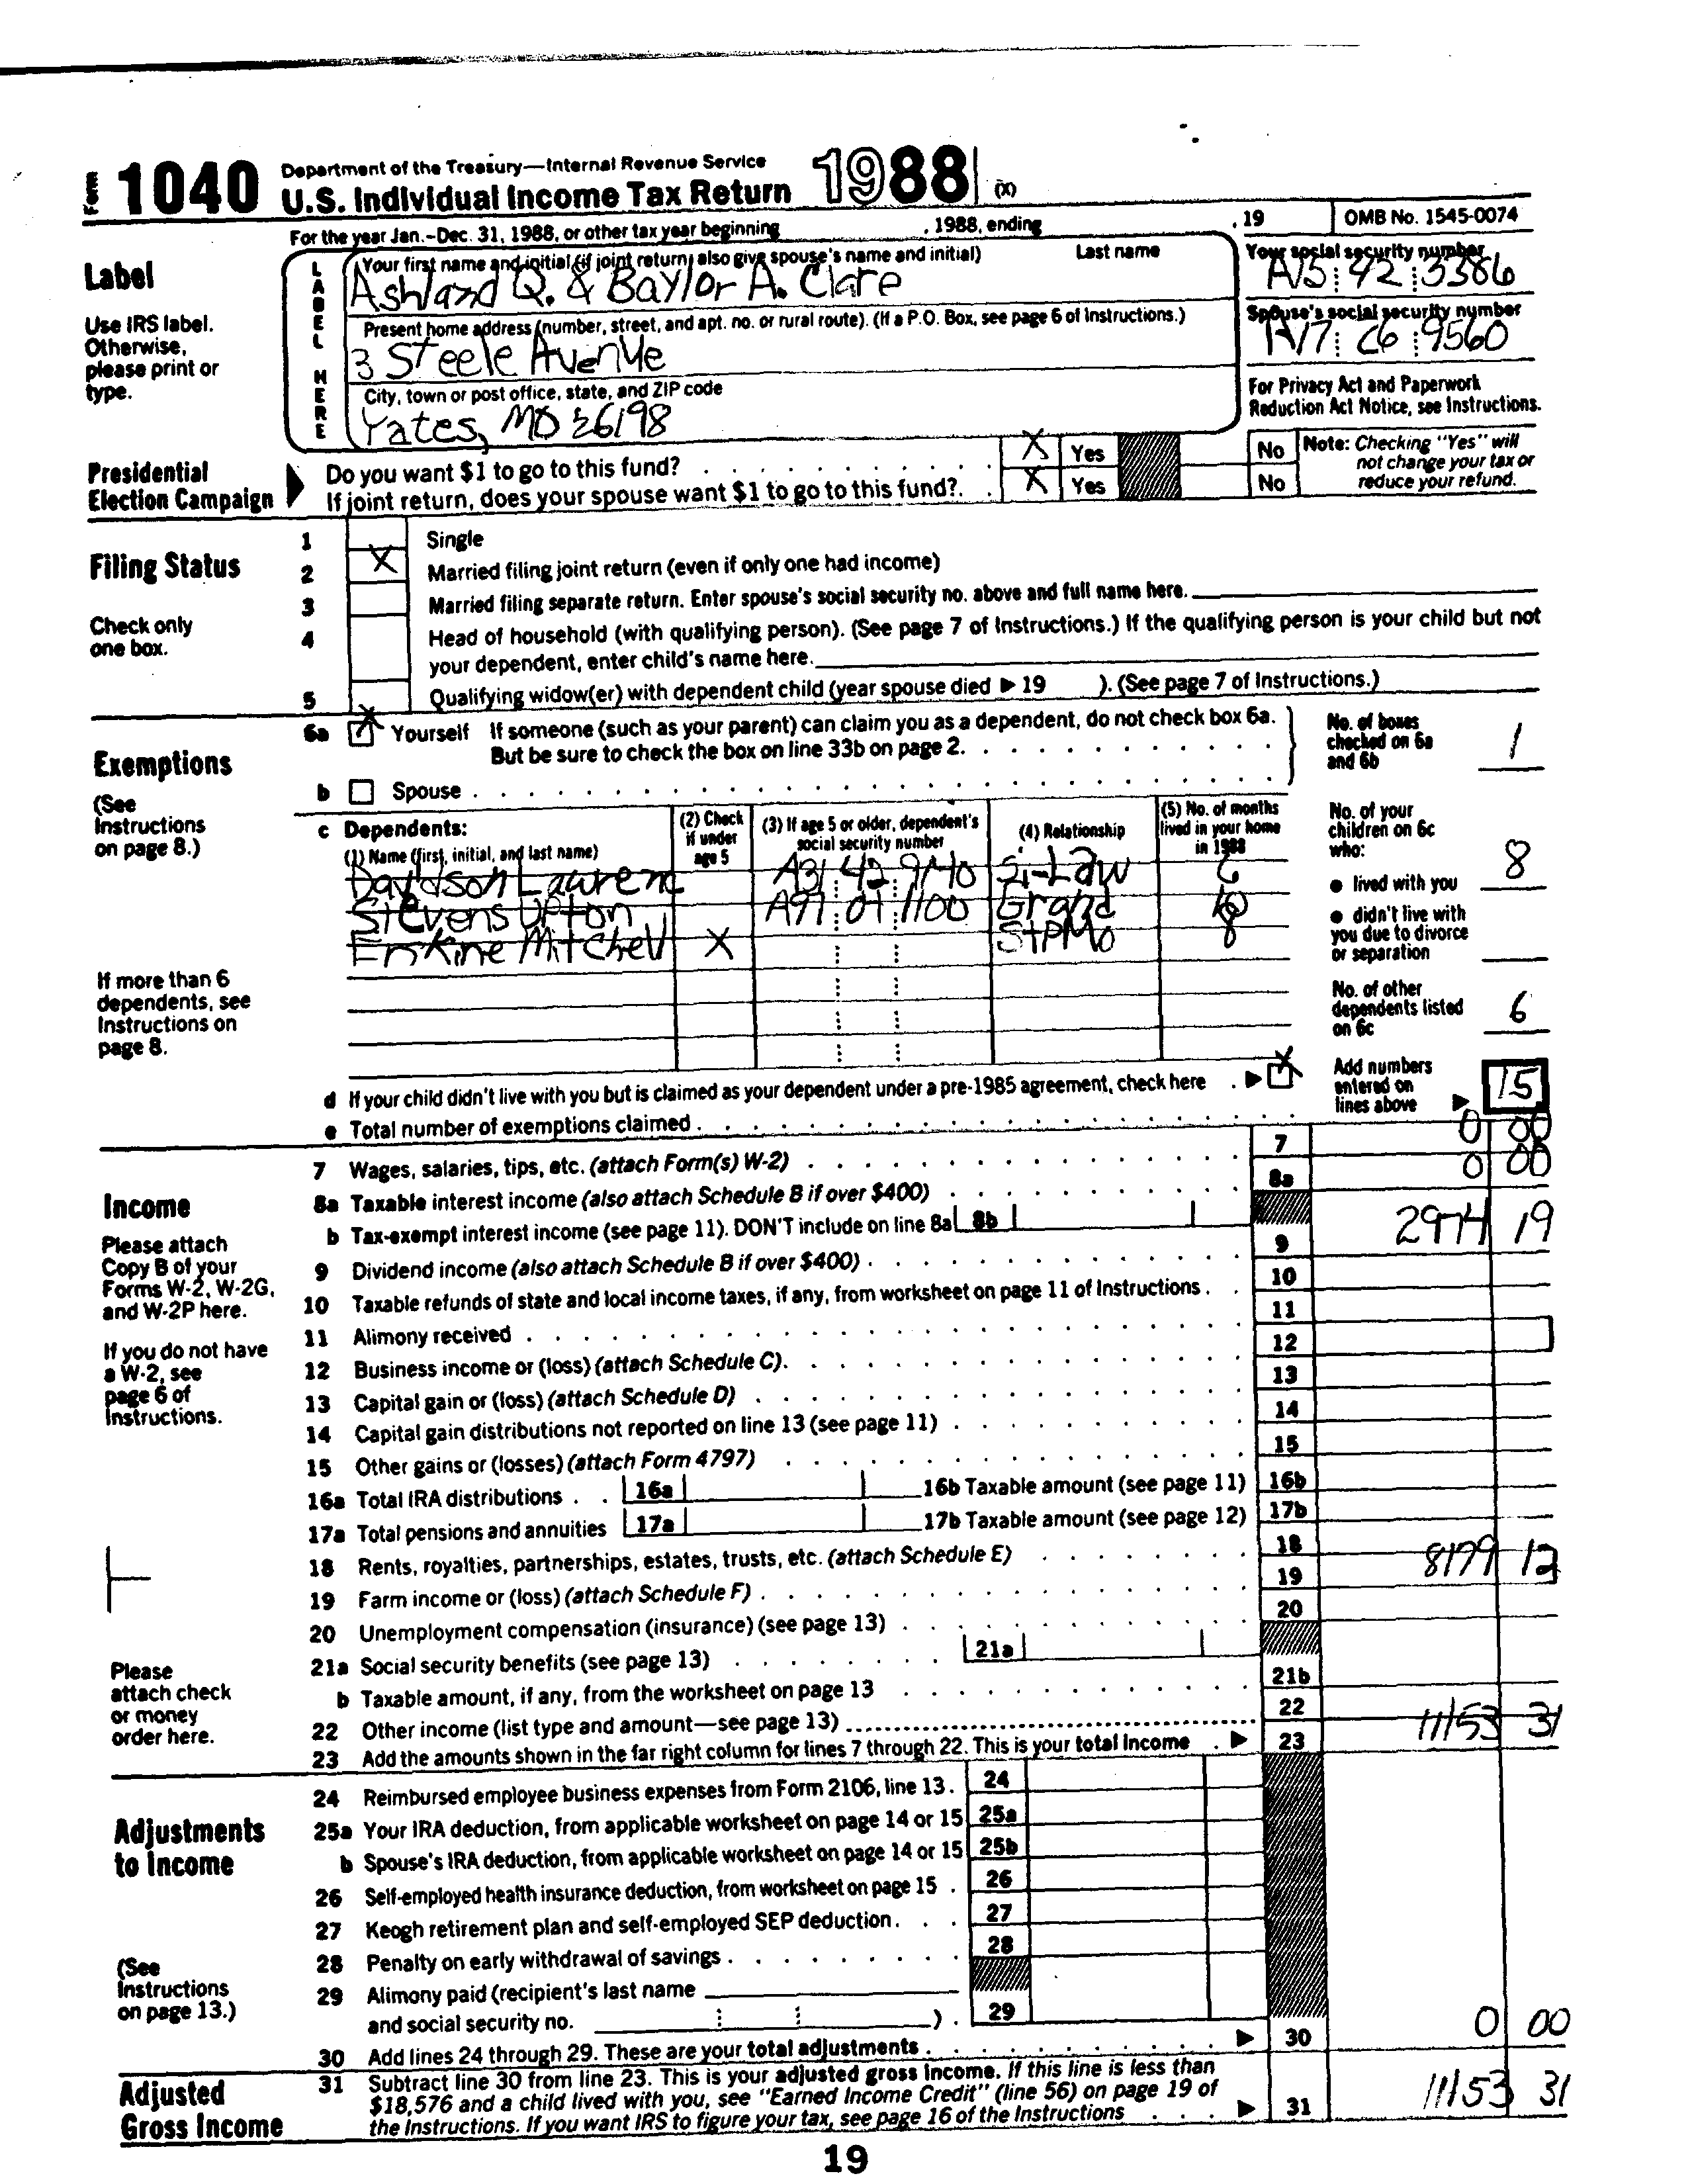 Form 1040 Department of the Treasury—Internal Revenue Service
U.S. Individual Income Tax Return 1988 (X)
For the year Jan.-Dec. 31, 1988, or other tax year beginning , 1988, ending , 19 OMB No. 1545-0074
Label
Use IRS label. Otherwise, please print or type.
LABEL HERE
Your first name and initial (if joint return, also give spouse's name and initial) Last name
Ashland Q. & Baylor A. Clare
Your social security number
A15 42 3386
Present home address (number, street, and apt. no. or rural route). (If a P.O. Box, see page 6 of Instructions.)
3 Steele Avenue
Spouse's social security number
A17 C6 9560
City, town or post office, state, and ZIP code
Yates, MO 26198
For Privacy Act and Paperwork
Reduction Act Notice, see Instructions.
Presidential Election Campaign
Do you want $1 to go to this fund? X Yes No
If joint return, does your spouse want $1 to go to this fund? X Yes No
Note: Checking "Yes" will
not change your tax or
reduce your refund.
Filing Status
Check only one box.
1 Single
2 X Married filing joint return (even if only one had income)
3 Married filing separate return. Enter spouse's social security no. above and full name here.
4 Head of household (with qualifying person). (See page 7 of Instructions.) If the qualifying person is your child but not
your dependent, enter child's name here.
5 Qualifying widow(er) with dependent child (year spouse died ▶ 19 ). (See page 7 of Instructions.)
Exemptions
(See Instructions on page 8.)
6a X Yourself If someone (such as your parent) can claim you as a dependent, do not check box 6a.
But be sure to check the box on line 33b on page 2.
b Spouse
No. of boxes checked on 6a and 6b 1
c Dependents:
(1) Name (first, initial, and last name) (2) Check if under age 5 (3) If age 5 or older, dependent's social security number (4) Relationship (5) No. of months lived in your home in 1988
Davidson Lauren A31 42 9140 Si-Law 6
Stevens Upton A97 01 1100 Grand 10
Erskine Mitchell X StPMo 8
No. of your children on 6c who:
● lived with you 8
● didn't live with you due to divorce or separation
No. of other dependents listed on 6c 6
If more than 6 dependents, see Instructions on page 8.
d If your child didn't live with you but is claimed as your dependent under a pre-1985 agreement, check here ▶ X
e Total number of exemptions claimed
Add numbers entered on lines above ▶ 15
Income
Please attach Copy B of your Forms W-2, W-2G, and W-2P here.
If you do not have a W-2, see page 6 of Instructions.
Please attach check or money order here.
7 Wages, salaries, tips, etc. (attach Form(s) W-2) 7 0 00
8a Taxable interest income (also attach Schedule B if over $400) 8a 0 00
b Tax-exempt interest income (see page 11). DON'T include on line 8a 8b
9 Dividend income (also attach Schedule B if over $400) 9 2974 19
10 Taxable refunds of state and local income taxes, if any, from worksheet on page 11 of Instructions 10
11 Alimony received 11
12 Business income or (loss) (attach Schedule C) 12
13 Capital gain or (loss) (attach Schedule D) 13
14 Capital gain distributions not reported on line 13 (see page 11) 14
15 Other gains or (losses) (attach Form 4797) 15
16a Total IRA distributions 16a 16b Taxable amount (see page 11) 16b
17a Total pensions and annuities 17a 17b Taxable amount (see page 12) 17b
18 Rents, royalties, partnerships, estates, trusts, etc. (attach Schedule E) 18 8179 12
19 Farm income or (loss) (attach Schedule F) 19
20 Unemployment compensation (insurance) (see page 13) 20
21a Social security benefits (see page 13) 21a
b Taxable amount, if any, from the worksheet on page 13 21b
22 Other income (list type and amount—see page 13) 22
23 Add the amounts shown in the far right column for lines 7 through 22. This is your total income ▶ 23 11153 31
Adjustments to Income
(See Instructions on page 13.)
24 Reimbursed employee business expenses from Form 2106, line 13 24
25a Your IRA deduction, from applicable worksheet on page 14 or 15 25a
b Spouse's IRA deduction, from applicable worksheet on page 14 or 15 25b
26 Self-employed health insurance deduction, from worksheet on page 15 26
27 Keogh retirement plan and self-employed SEP deduction 27
28 Penalty on early withdrawal of savings 28
29 Alimony paid (recipient's last name
and social security no. ) 29
30 Add lines 24 through 29. These are your total adjustments ▶ 30 0 00
Adjusted Gross Income
31 Subtract line 30 from line 23. This is your adjusted gross income. If this line is less than
$18,576 and a child lived with you, see "Earned Income Credit" (line 56) on page 19 of
the Instructions. If you want IRS to figure your tax, see page 16 of the Instructions ▶ 31 11153 31
19